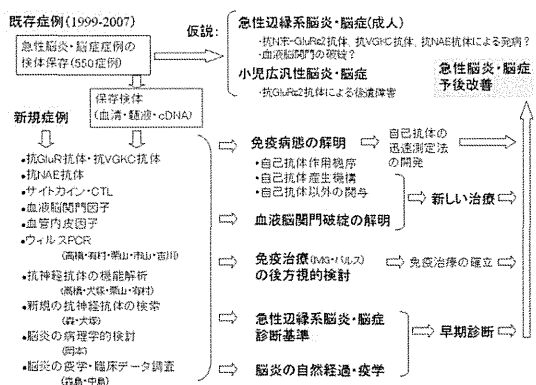 既存症例(1999-2007)
急性脳炎・脳症症例の
検体保存(550症例)
仮説:
急性辺縁系脳炎・脳症(成人)
・抗N末-GluRε2抗体、抗VGKC抗体、抗NAE抗体による発病?
・血液脳関門の破綻?
小児広汎性脳炎・脳症
・抗GluRε2抗体による後遺障害
急性脳炎・脳症
予後改善
保存検体
(血清・髄液・cDNA)
新規症例
•抗GluR抗体・抗VGKC抗体
•抗NAE抗体
•サイトカイン・CTL
•血液脳関門因子
•血管内皮因子
•ウィルスPCR
(高橋・有村・栗山・市山・吉川)
•抗神経抗体の機能解析
(高橋・犬塚・栗山・有村)
•新規の抗神経抗体の検索
(森・犬塚)
•脳炎の病理学的検討
(岡本)
•脳炎の疫学・臨床データ調査
(森島・中島)
免疫病態の解明
・自己抗体作用機序
・自己抗体産生機構
・自己抗体以外の関与
自己抗体の
迅速測定法
の開発
血液脳関門破綻の解明
新しい治療
免疫治療(IMG・パルス)
の後方視的検討
免疫治療の確立
急性辺縁系脳炎・脳症
診断基準
早期診断
脳炎の自然経過・疫学